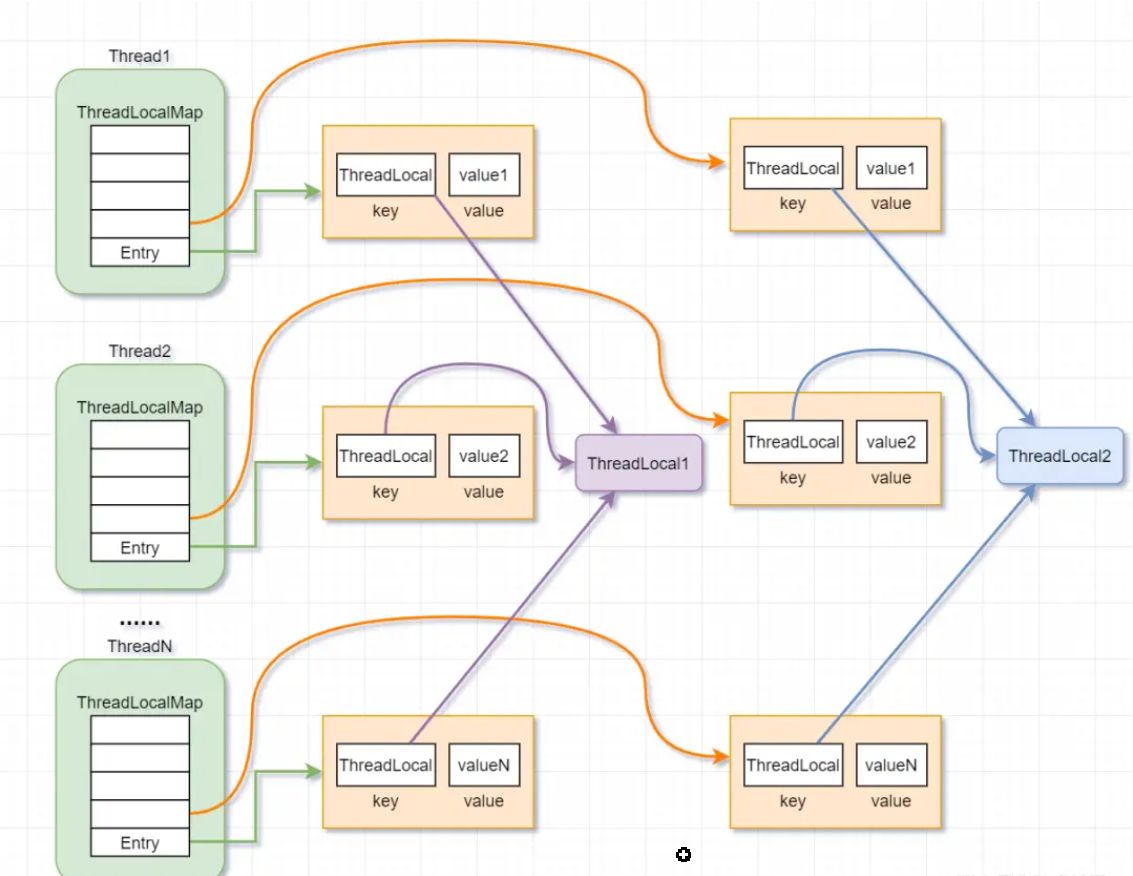 Thread1
ThreadLocalMap
Entry
ThreadLocal value1
key value
ThreadLocal value1
key value
Thread2
ThreadLocalMap
Entry
ThreadLocal value2
key value
ThreadLocal1
ThreadLocal value2
key value
ThreadLocal2
......
ThreadN
ThreadLocalMap
Entry
ThreadLocal valueN
key value
ThreadLocal valueN
key value